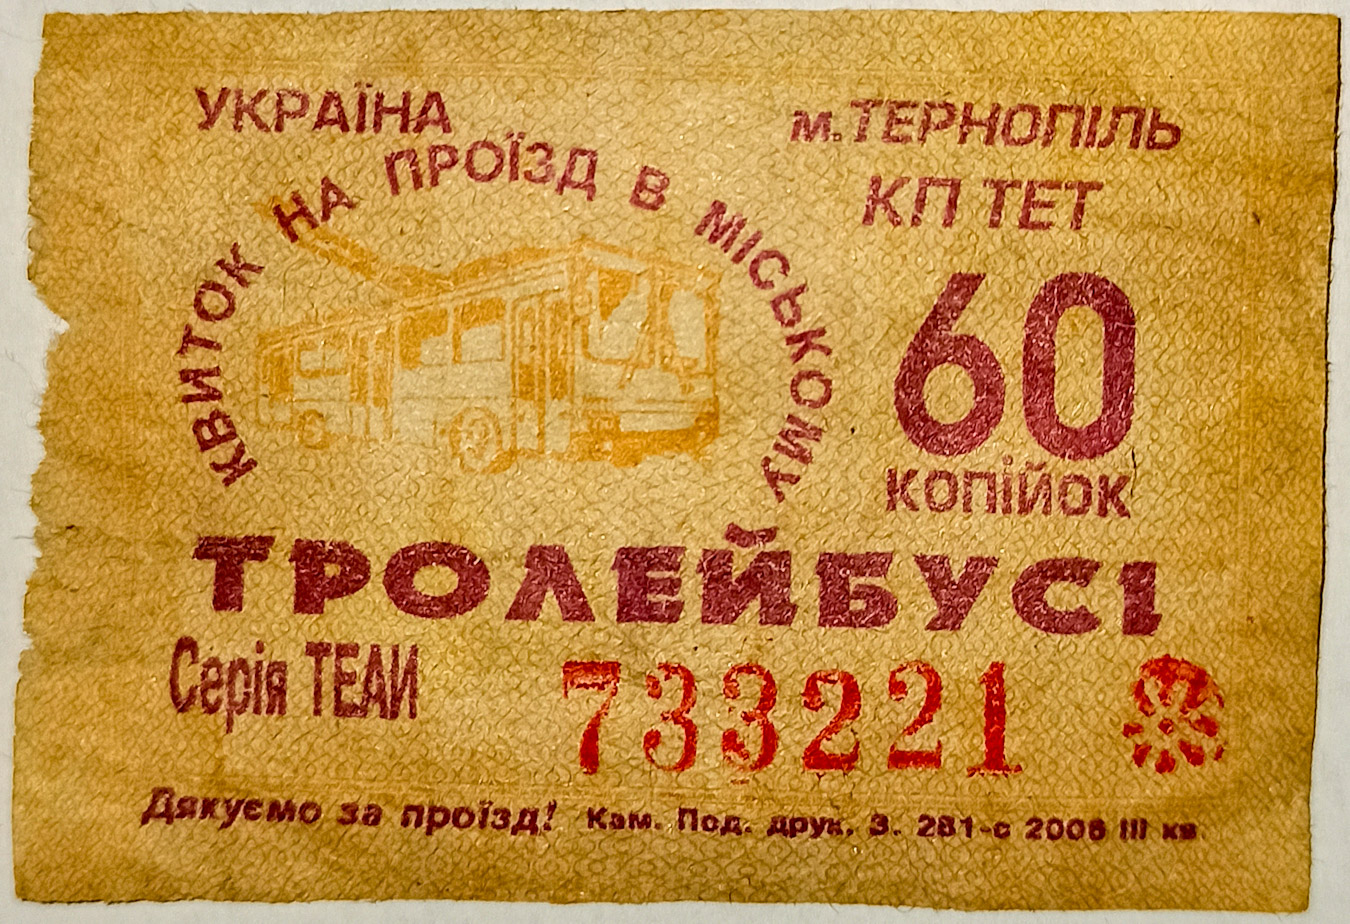 УКРАЇНА
м.ТЕРНОПІЛЬ
КП ТЕТ
КВИТОК НА ПРОЇЗД В МІСЬКОМУ
60
КОПІЙОК
ТРОЛЕЙБУСІ
Серія ТЕАИ
733221
Дякуємо за проїзд! Кам. Под. друк. З. 281-с 2006 III кв.